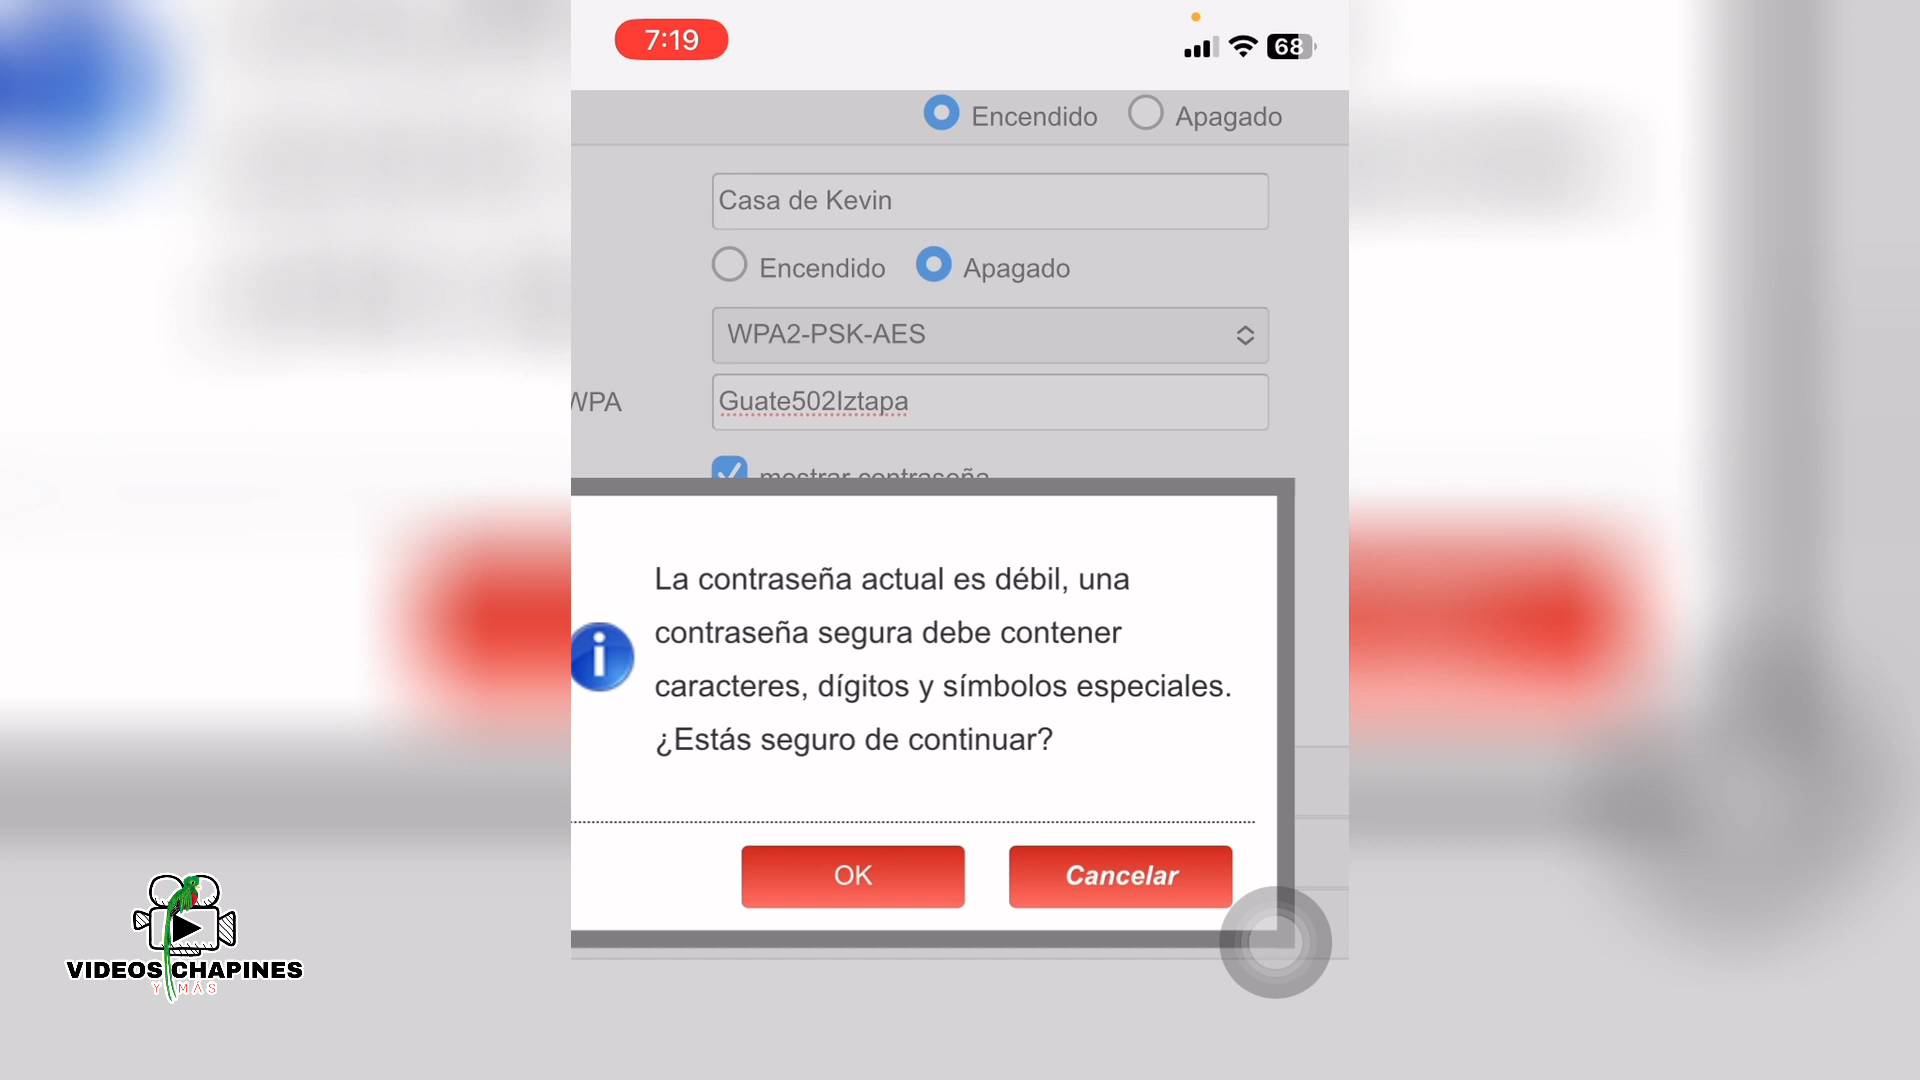 7:19
68
Encendido Apagado
Casa de Kevin
Encendido Apagado
WPA2-PSK-AES
WPA Guate502Iztapa
mostrar contraseña
La contraseña actual es débil, una
contraseña segura debe contener
caracteres, dígitos y símbolos especiales.
¿Estás seguro de continuar?
OK Cancelar
VIDEOS CHAPINES
Y MÁS